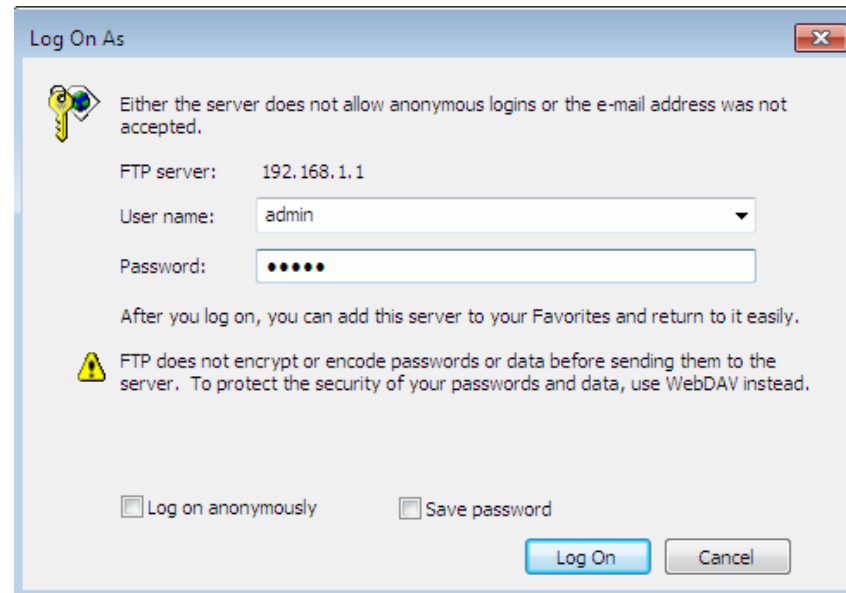 Log On As
Either the server does not allow anonymous logins or the e-mail address was not
accepted.
FTP server: 192.168.1.1
User name: admin
Password: •••••
After you log on, you can add this server to your Favorites and return to it easily.
FTP does not encrypt or encode passwords or data before sending them to the
server. To protect the security of your passwords and data, use WebDAV instead.
Log on anonymously Save password
Log On Cancel